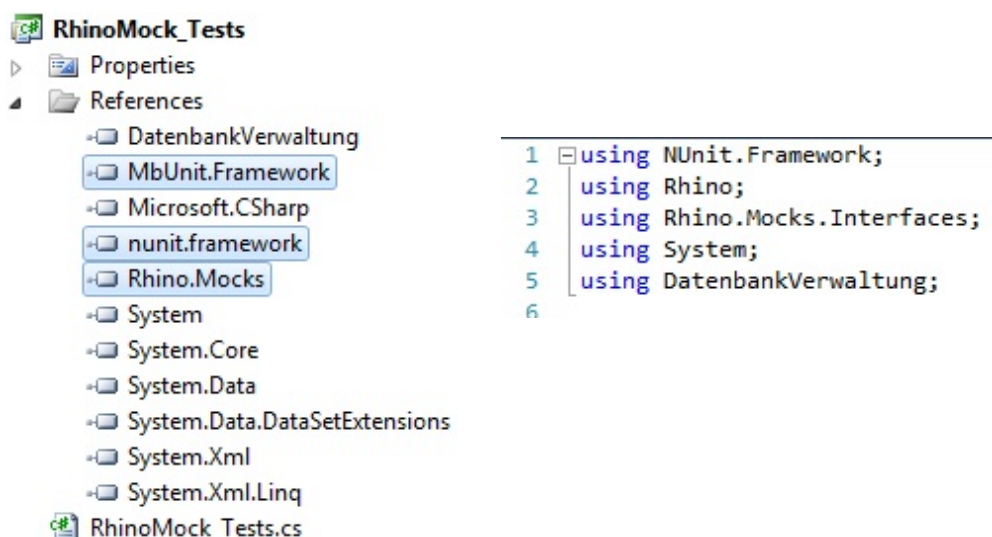 RhinoMock_Tests
Properties
References
DatenbankVerwaltung
MbUnit.Framework
Microsoft.CSharp
nunit.framework
Rhino.Mocks
System
System.Core
System.Data
System.Data.DataSetExtensions
System.Xml
System.Xml.Linq
RhinoMock_Tests.cs
1 using NUnit.Framework;
2 using Rhino;
3 using Rhino.Mocks.Interfaces;
4 using System;
5 using DatenbankVerwaltung;
6